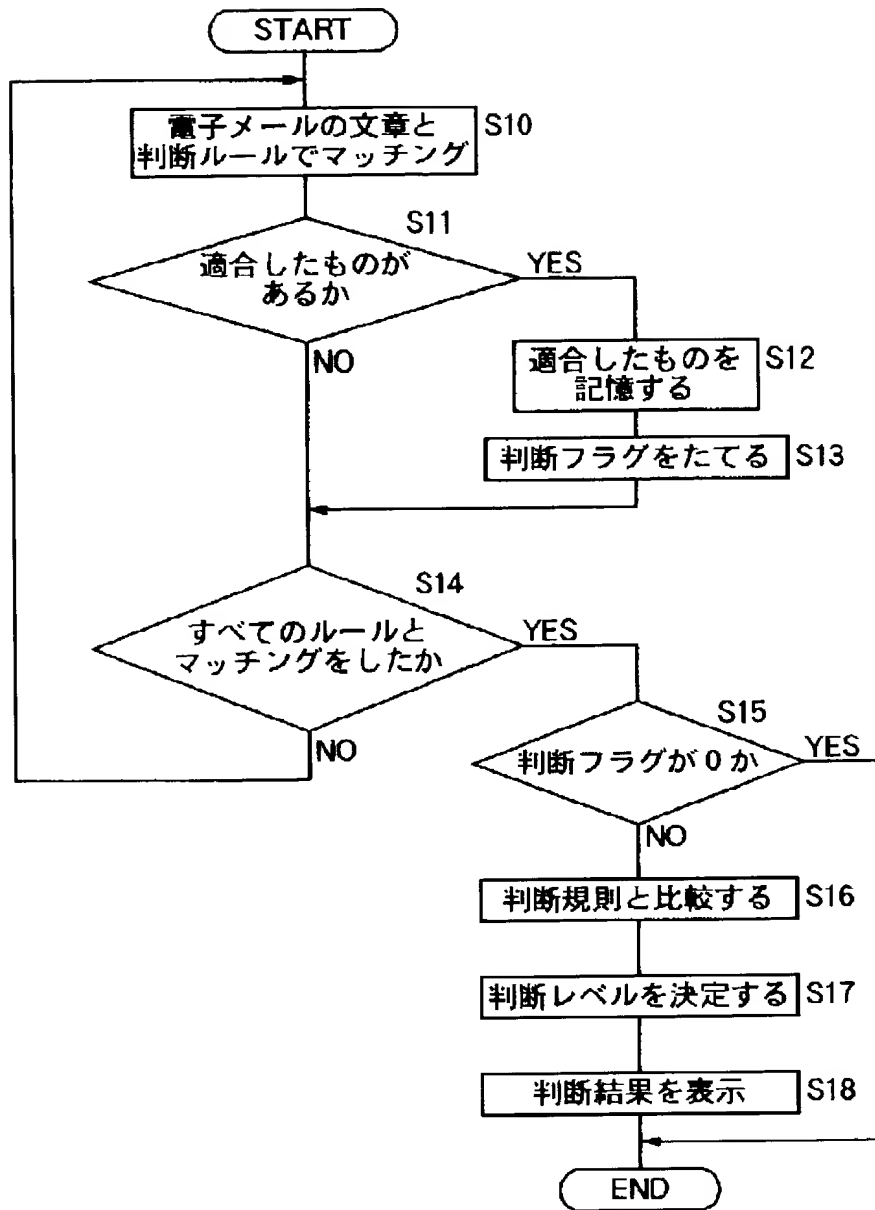 START
電子メールの文章と
判断ルールでマッチング
S10
S11
適合したものが
あるか
YES
NO
適合したものを
記憶する
S12
判断フラグをたてる
S13
S14
すべてのルールと
マッチングをしたか
YES
NO
S15
判断フラグが0か
YES
NO
判断規則と比較する
S16
判断レベルを決定する
S17
判断結果を表示
S18
END